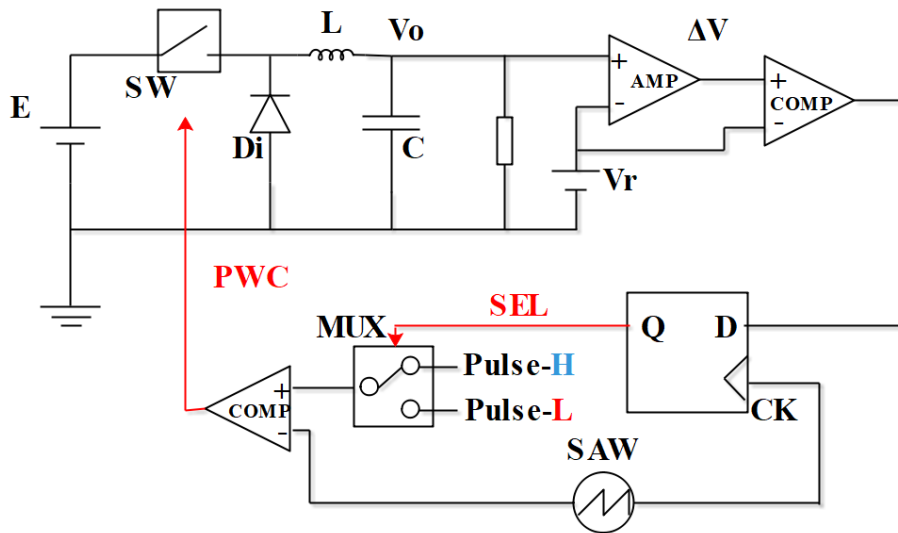 L
Vo
ΔV
+
AMP
-
+
COMP
-
SW
E
Di
C
Vr
PWC
SEL
MUX
Q
D
Pulse-H
+
COMP
-
Pulse-L
CK
SAW